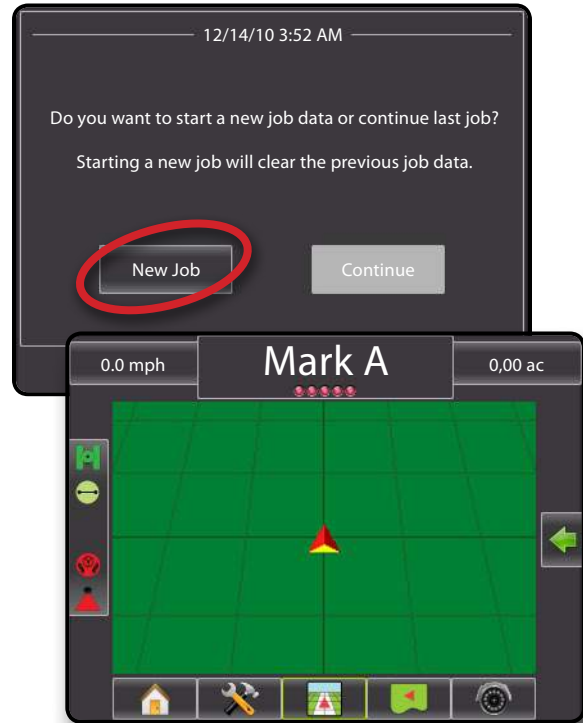 12/14/10 3:52 AM
Do you want to start a new job data or continue last job?
Starting a new job will clear the previous job data.
New Job
Continue
0.0 mph
Mark A
0,00 ac